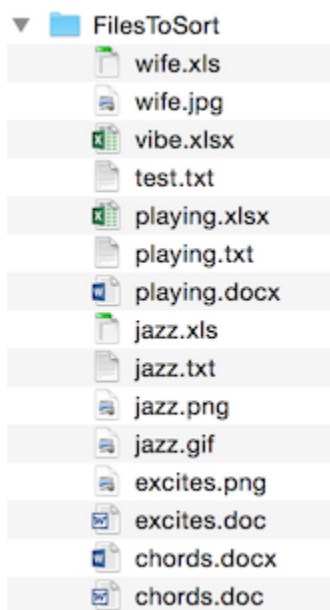 FilesToSort
wife.xls
wife.jpg
vibe.xlsx
test.txt
playing.xlsx
playing.txt
playing.docx
jazz.xls
jazz.txt
jazz.png
jazz.gif
excites.png
excites.doc
chords.docx
chords.doc